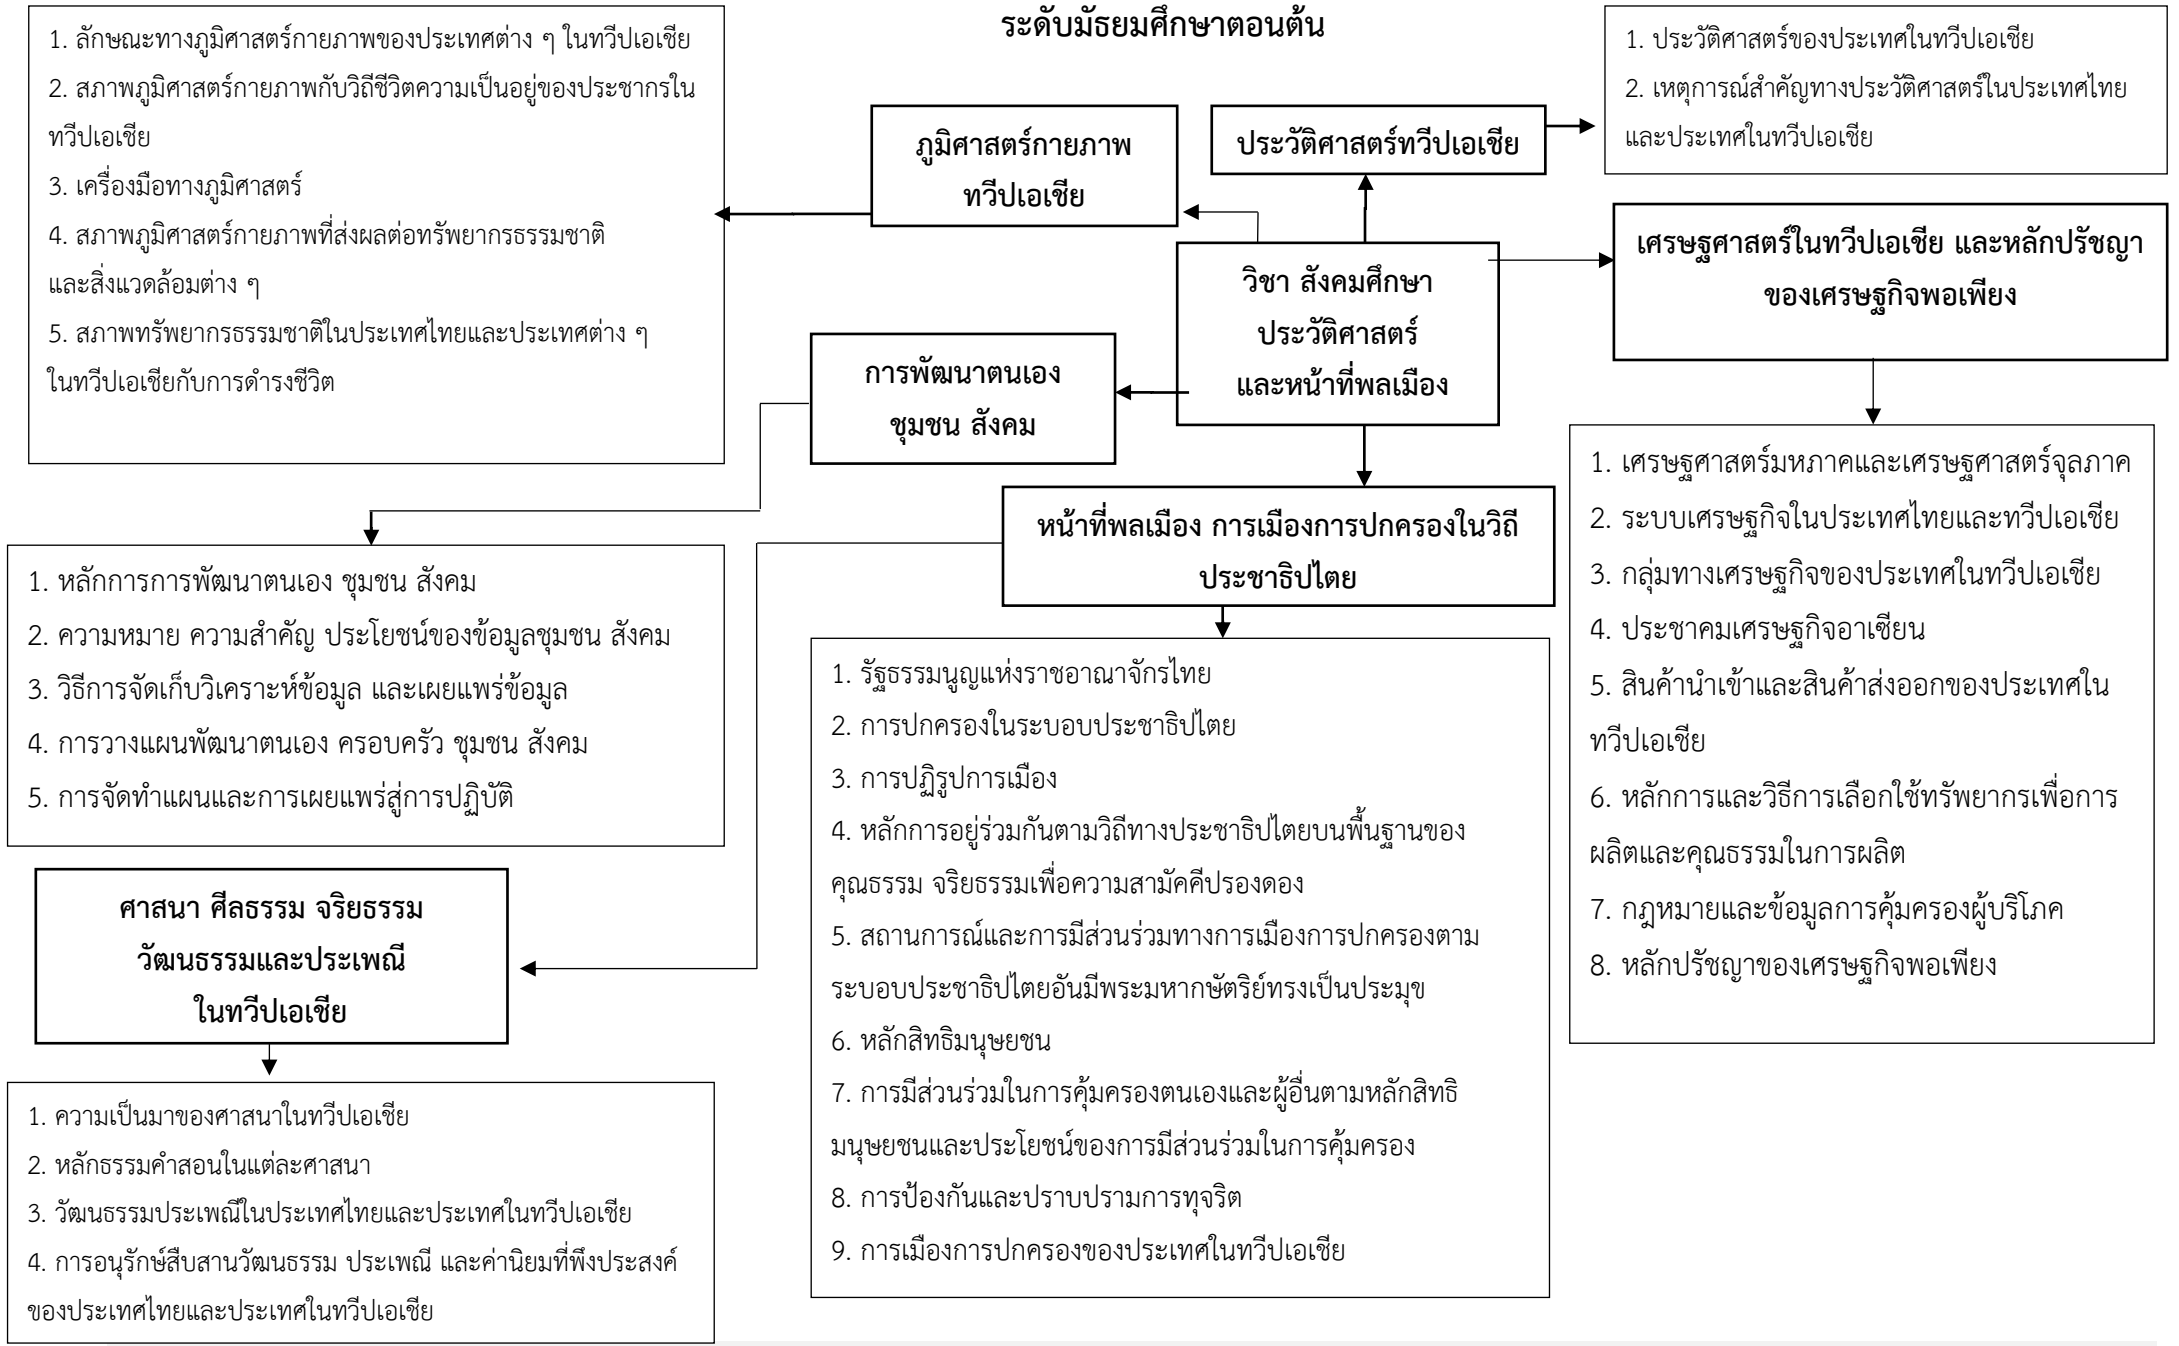 ระดับมัธยมศึกษาตอนต้น
1. ลักษณะทางภูมิศาสตร์กายภาพของประเทศต่าง ๆ ในทวีปเอเชีย
2. สภาพภูมิศาสตร์กายภาพกับวิถีชีวิตความเป็นอยู่ของประชากรใน
ทวีปเอเชีย
3. เครื่องมือทางภูมิศาสตร์
4. สภาพภูมิศาสตร์กายภาพที่ส่งผลต่อทรัพยากรธรรมชาติ
และสิ่งแวดล้อมต่าง ๆ
5. สภาพทรัพยากรธรรมชาติในประเทศไทยและประเทศต่าง ๆ
ในทวีปเอเชียกับการดำรงชีวิต
ภูมิศาสตร์กายภาพ
ทวีปเอเชีย
ประวัติศาสตร์ทวีปเอเชีย
1. ประวัติศาสตร์ของประเทศในทวีปเอเชีย
2. เหตุการณ์สำคัญทางประวัติศาสตร์ในประเทศไทย
และประเทศในทวีปเอเชีย
วิชา สังคมศึกษา
ประวัติศาสตร์
และหน้าที่พลเมือง
เศรษฐศาสตร์ในทวีปเอเชีย และหลักปรัชญา
ของเศรษฐกิจพอเพียง
การพัฒนาตนเอง
ชุมชน สังคม
หน้าที่พลเมือง การเมืองการปกครองในวิถี
ประชาธิปไตย
1. เศรษฐศาสตร์มหภาคและเศรษฐศาสตร์จุลภาค
2. ระบบเศรษฐกิจในประเทศไทยและทวีปเอเชีย
3. กลุ่มทางเศรษฐกิจของประเทศในทวีปเอเชีย
4. ประชาคมเศรษฐกิจอาเซียน
5. สินค้านำเข้าและสินค้าส่งออกของประเทศใน
ทวีปเอเชีย
6. หลักการและวิธีการเลือกใช้ทรัพยากรเพื่อการ
ผลิตและคุณธรรมในการผลิต
7. กฎหมายและข้อมูลการคุ้มครองผู้บริโภค
8. หลักปรัชญาของเศรษฐกิจพอเพียง
1. หลักการการพัฒนาตนเอง ชุมชน สังคม
2. ความหมาย ความสำคัญ ประโยชน์ของข้อมูลชุมชน สังคม
3. วิธีการจัดเก็บวิเคราะห์ข้อมูล และเผยแพร่ข้อมูล
4. การวางแผนพัฒนาตนเอง ครอบครัว ชุมชน สังคม
5. การจัดทำแผนและการเผยแพร่สู่การปฏิบัติ
1. รัฐธรรมนูญแห่งราชอาณาจักรไทย
2. การปกครองในระบอบประชาธิปไตย
3. การปฏิรูปการเมือง
4. หลักการอยู่ร่วมกันตามวิถีทางประชาธิปไตยบนพื้นฐานของ
คุณธรรม จริยธรรมเพื่อความสามัคคีปรองดอง
5. สถานการณ์และการมีส่วนร่วมทางการเมืองการปกครองตาม
ระบอบประชาธิปไตยอันมีพระมหากษัตริย์ทรงเป็นประมุข
6. หลักสิทธิมนุษยชน
7. การมีส่วนร่วมในการคุ้มครองตนเองและผู้อื่นตามหลักสิทธิ
มนุษยชนและประโยชน์ของการมีส่วนร่วมในการคุ้มครอง
8. การป้องกันและปราบปรามการทุจริต
9. การเมืองการปกครองของประเทศในทวีปเอเชีย
ศาสนา ศีลธรรม จริยธรรม
วัฒนธรรมและประเพณี
ในทวีปเอเชีย
1. ความเป็นมาของศาสนาในทวีปเอเชีย
2. หลักธรรมคำสอนในแต่ละศาสนา
3. วัฒนธรรมประเพณีในประเทศไทยและประเทศในทวีปเอเชีย
4. การอนุรักษ์สืบสานวัฒนธรรม ประเพณี และค่านิยมที่พึงประสงค์
ของประเทศไทยและประเทศในทวีปเอเชีย